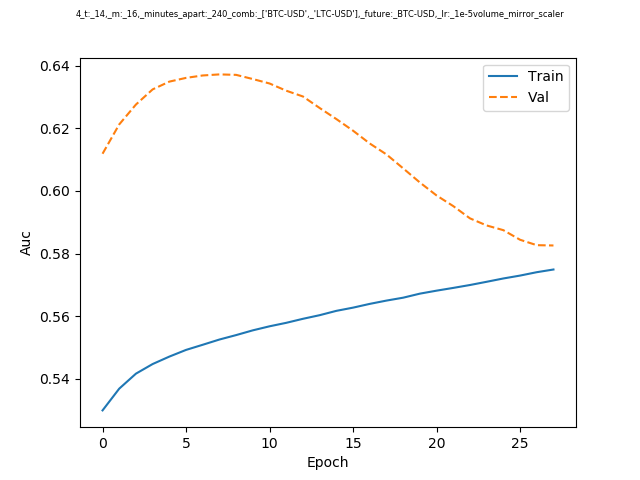 4_t:_14,_m:_16,_minutes_apart:_240_comb:_['BTC-USD',_'LTC-USD'],_future:_BTC-USD,_lr:_1e-5volume_mirror_scaler
Train
Val
0.64
0.62
0.60
0.58
0.56
0.54
Auc
0
5
10
15
20
25
Epoch